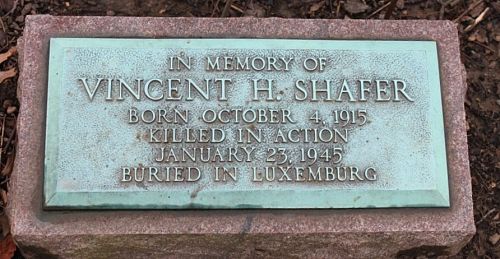 IN MEMORY OF
VINCENT H. SHAFER
BORN OCTOBER 4, 1915
KILLED IN ACTION
JANUARY 23, 1945
BURIED IN LUXEMBURG